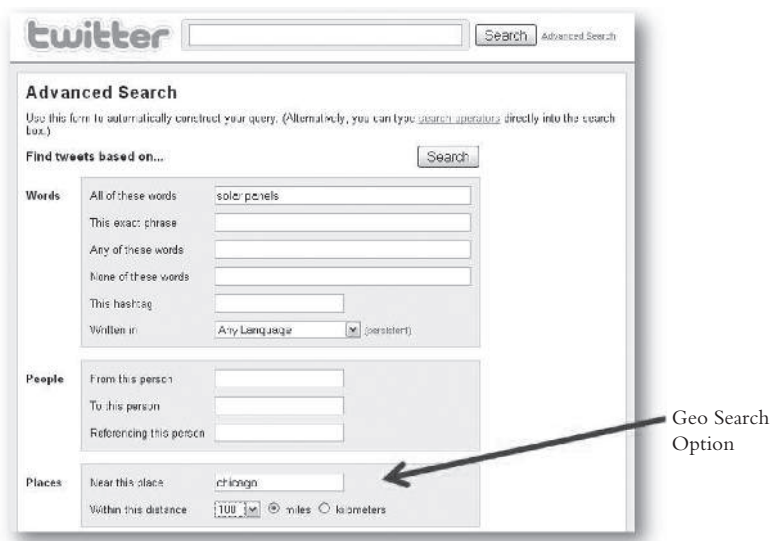 twitter
Search Advanced Search
Advanced Search
Use this form to automatically construct your query. (Alternatively, you can type search operators directly into the search
box.)
Find tweets based on...
Search
Words
All of these words solar panels
This exact phrase
Any of these words
None of these words
This hashtag
Written in Any Language (persistent)
People
From this person
To this person
Referencing this person
Geo Search
Option
Places
Near this place chicago
Within this distance 100 miles kilometers